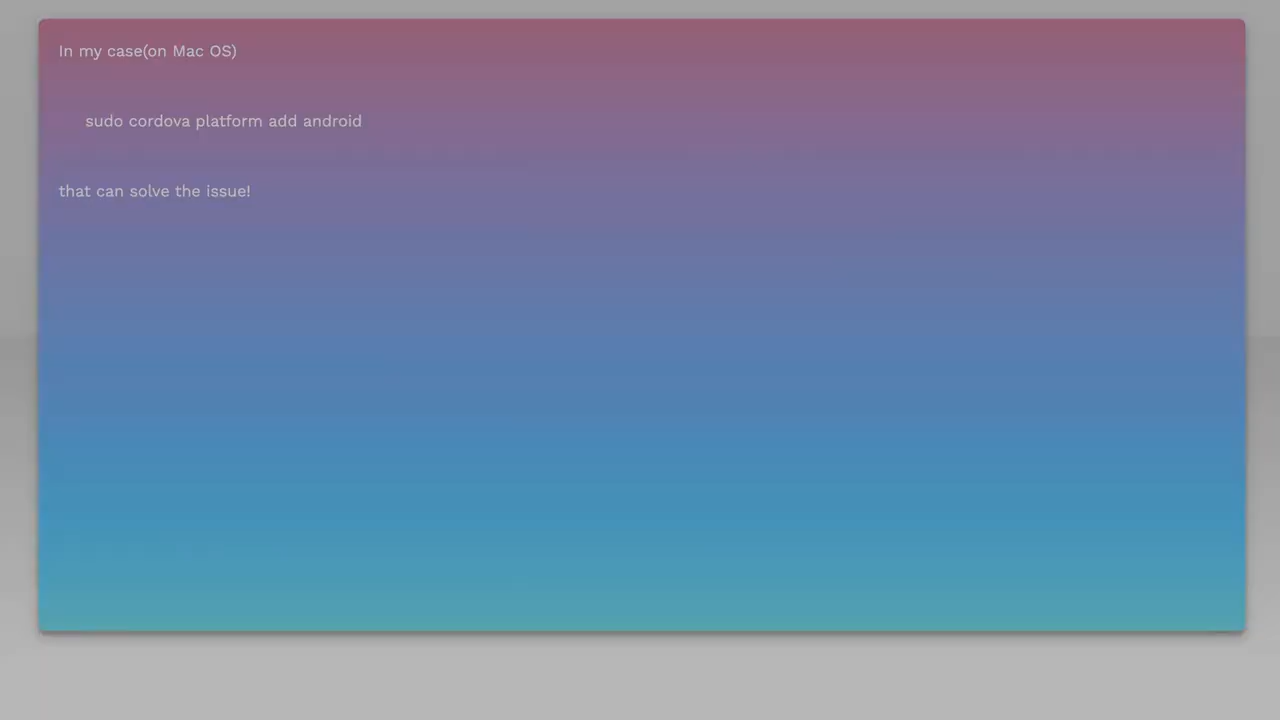 In my case(on Mac OS)
sudo cordova platform add android
that can solve the issue!